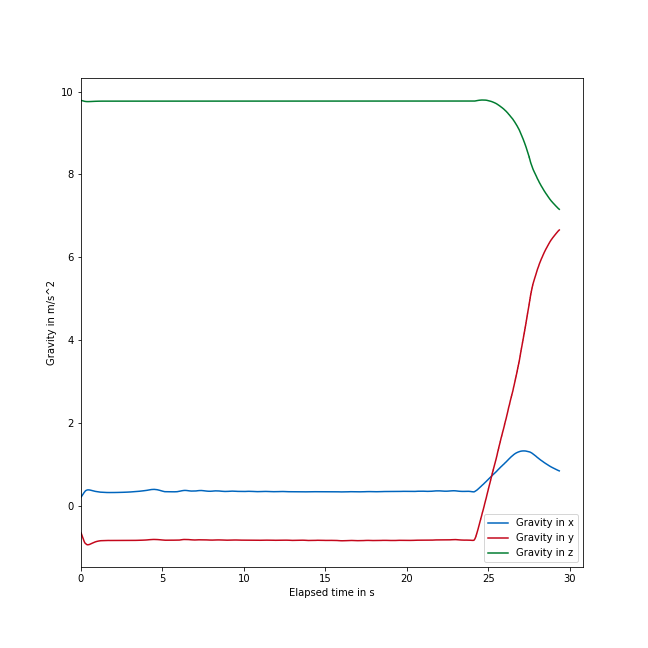 10
8
6
4
2
0
Gravity in m/s^2
0 5 10 15 20 25 30
Elapsed time in s
Gravity in x
Gravity in y
Gravity in z